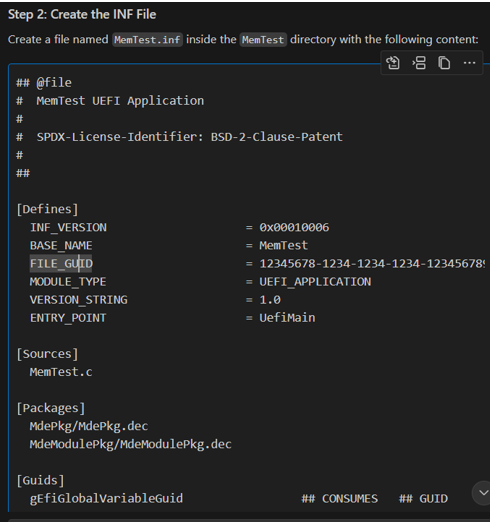 Step 2: Create the INF File
Create a file named MemTest.inf inside the MemTest directory with the following content:
## @file
#  MemTest UEFI Application
#
#  SPDX-License-Identifier: BSD-2-Clause-Patent
#
##
[Defines]
INF_VERSION = 0x00010006
BASE_NAME = MemTest
FILE_GUID = 12345678-1234-1234-1234-123456789
MODULE_TYPE = UEFI_APPLICATION
VERSION_STRING = 1.0
ENTRY_POINT = UefiMain
[Sources]
MemTest.c
[Packages]
MdePkg/MdePkg.dec
MdeModulePkg/MdeModulePkg.dec
[Guids]
gEfiGlobalVariableGuid ## CONSUMES ## GUID